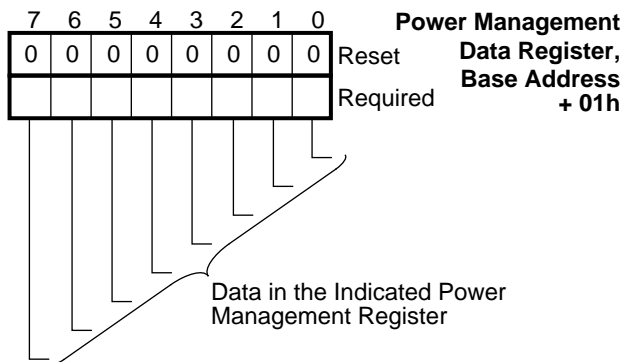 7 6 5 4 3 2 1 0
0 0 0 0 0 0 0 0 Reset
Required
Power Management
Data Register,
Base Address
+ 01h
Data in the Indicated Power
Management Register